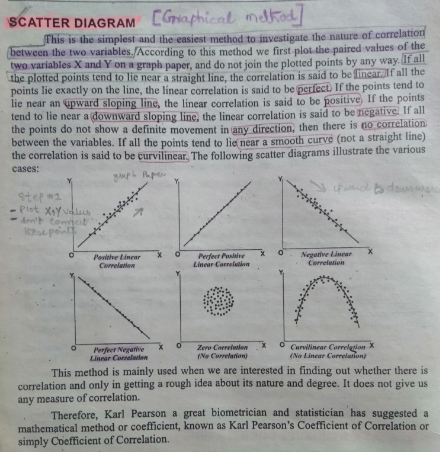 SCATTER DIAGRAM [Graphical method]
This is the simplest and the easiest method to investigate the nature of correlation
between the two variables. According to this method we first plot the paired values of the
two variables X and Y on a graph paper, and do not join the plotted points by any way. If all
the plotted points tend to lie near a straight line, the correlation is said to be linear. If all the
points lie exactly on the line, the linear correlation is said to be perfect. If the points tend to
lie near an upward sloping line, the linear correlation is said to be positive. If the points
tend to lie near a downward sloping line, the linear correlation is said to be negative. If all
the points do not show a definite movement in any direction, then there is no correlation
between the variables. If all the points tend to lie near a smooth curve (not a straight line)
the correlation is said to be curvilinear. The following scatter diagrams illustrate the various
cases:
graph Paper
Step #1
- Plot X,Y values
Y
O
X
Positive Linear
Correlation
Y
O
X
Perfect Positive
Linear Correlation
Y
O
X
Negative Linear
Correlation
Y
O
X
Perfect Negative
Linear Correlation
Y
O
X
Zero Correlation
(No Correlation)
Y
O
X
Curvilinear Correlation
(No Linear Correlation)
This method is mainly used when we are interested in finding out whether there is
correlation and only in getting a rough idea about its nature and degree. It does not give us
any measure of correlation.
Therefore, Karl Pearson a great biometrician and statistician has suggested a
mathematical method or coefficient, known as Karl Pearson's Coefficient of Correlation or
simply Coefficient of Correlation.